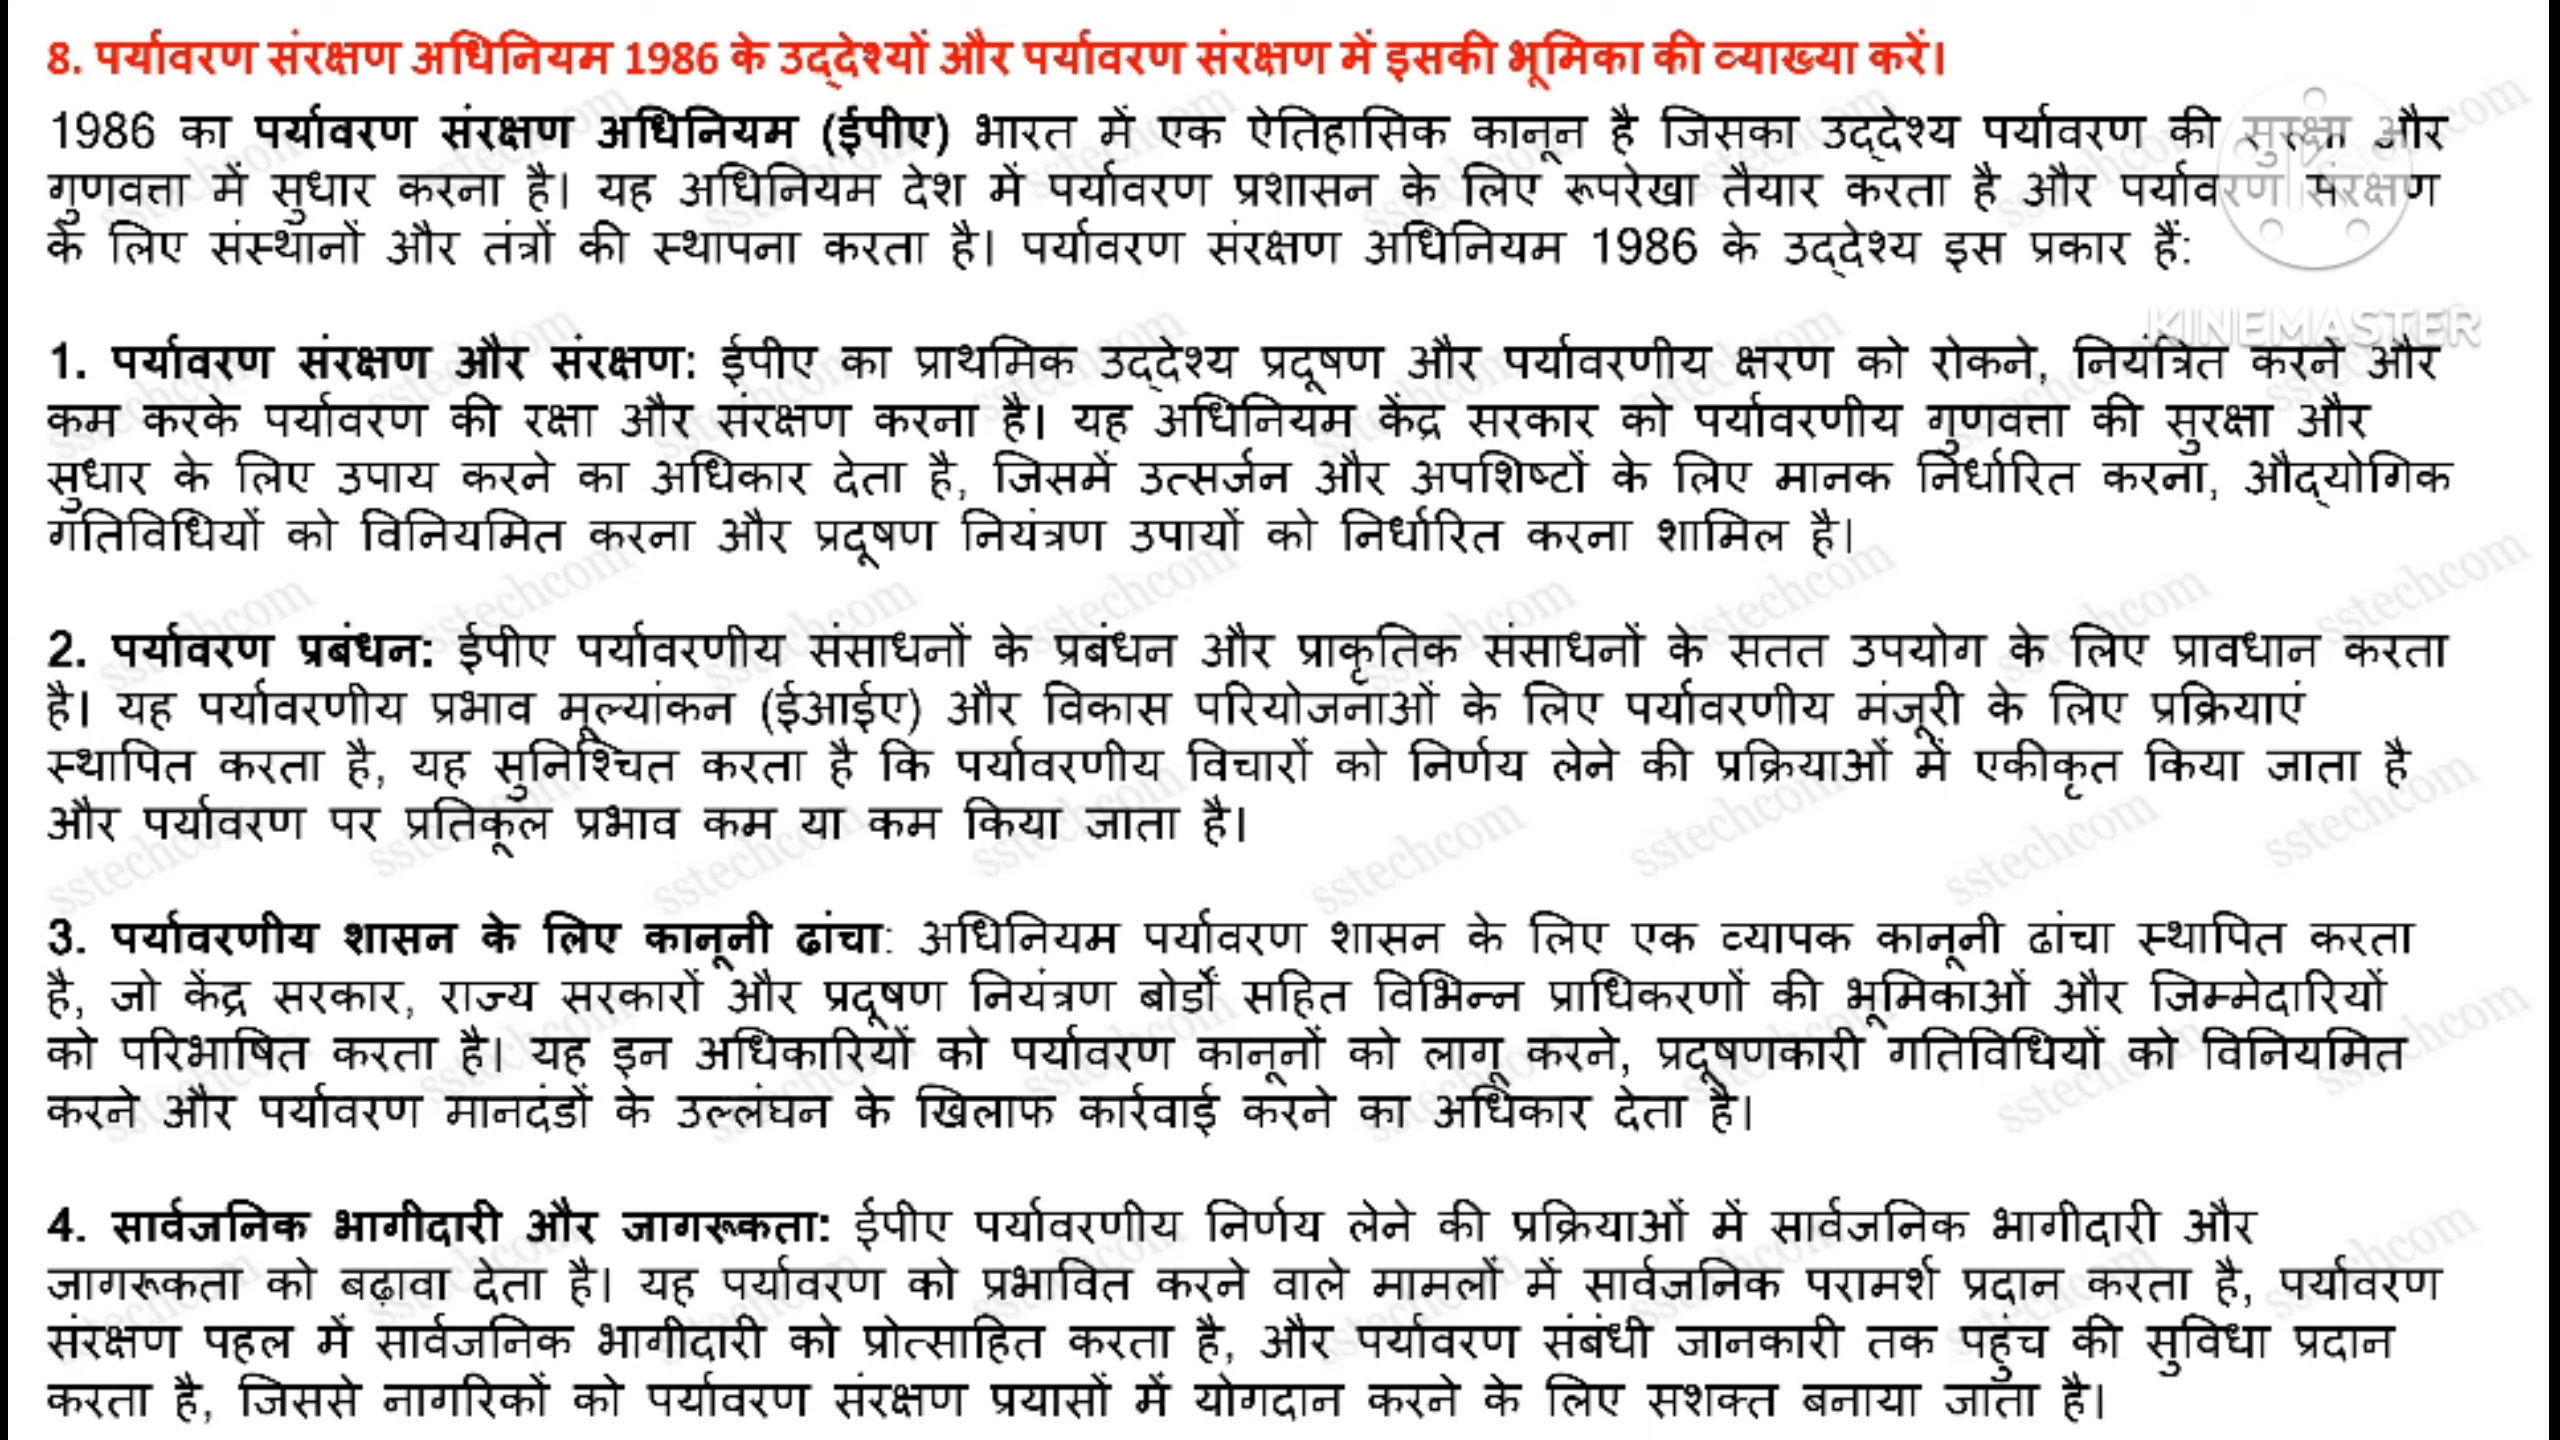 8. पर्यावरण संरक्षण अधिनियम 1986 के उद्देश्यों और पर्यावरण संरक्षण में इसकी भूमिका की व्याख्या करें।
1986 का पर्यावरण संरक्षण अधिनियम (ईपीए) भारत में एक ऐतिहासिक कानून है जिसका उद्देश्य पर्यावरण की सुरक्षा और
गुणवत्ता में सुधार करना है। यह अधिनियम देश में पर्यावरण प्रशासन के लिए रूपरेखा तैयार करता है और पर्यावरण संरक्षण
के लिए संस्थानों और तंत्रों की स्थापना करता है। पर्यावरण संरक्षण अधिनियम 1986 के उद्देश्य इस प्रकार हैं:
KINEMASTER
1. पर्यावरण संरक्षण और संरक्षण: ईपीए का प्राथमिक उद्देश्य प्रदूषण और पर्यावरणीय क्षरण को रोकने, नियंत्रित करने और
कम करके पर्यावरण की रक्षा और संरक्षण करना है। यह अधिनियम केंद्र सरकार को पर्यावरणीय गुणवत्ता की सुरक्षा और
सुधार के लिए उपाय करने का अधिकार देता है, जिसमें उत्सर्जन और अपशिष्टों के लिए मानक निर्धारित करना, औद्योगिक
गतिविधियों को विनियमित करना और प्रदूषण नियंत्रण उपायों को निर्धारित करना शामिल है।
2. पर्यावरण प्रबंधन: ईपीए पर्यावरणीय संसाधनों के प्रबंधन और प्राकृतिक संसाधनों के सतत उपयोग के लिए प्रावधान करता
है। यह पर्यावरणीय प्रभाव मूल्यांकन (ईआईए) और विकास परियोजनाओं के लिए पर्यावरणीय मंजूरी के लिए प्रक्रियाएं
स्थापित करता है, यह सुनिश्चित करता है कि पर्यावरणीय विचारों को निर्णय लेने की प्रक्रियाओं में एकीकृत किया जाता है
और पर्यावरण पर प्रतिकूल प्रभाव कम या कम किया जाता है।
3. पर्यावरणीय शासन के लिए कानूनी ढांचा: अधिनियम पर्यावरण शासन के लिए एक व्यापक कानूनी ढांचा स्थापित करता
है, जो केंद्र सरकार, राज्य सरकारों और प्रदूषण नियंत्रण बोर्डों सहित विभिन्न प्राधिकरणों की भूमिकाओं और जिम्मेदारियों
को परिभाषित करता है। यह इन अधिकारियों को पर्यावरण कानूनों को लागू करने, प्रदूषणकारी गतिविधियों को विनियमित
करने और पर्यावरण मानदंडों के उल्लंघन के खिलाफ कार्रवाई करने का अधिकार देता है।
4. सार्वजनिक भागीदारी और जागरूकता: ईपीए पर्यावरणीय निर्णय लेने की प्रक्रियाओं में सार्वजनिक भागीदारी और
जागरूकता को बढ़ावा देता है। यह पर्यावरण को प्रभावित करने वाले मामलों में सार्वजनिक परामर्श प्रदान करता है, पर्यावरण
संरक्षण पहल में सार्वजनिक भागीदारी को प्रोत्साहित करता है, और पर्यावरण संबंधी जानकारी तक पहुंच की सुविधा प्रदान
करता है, जिससे नागरिकों को पर्यावरण संरक्षण प्रयासों में योगदान करने के लिए सशक्त बनाया जाता है।
sstechcom